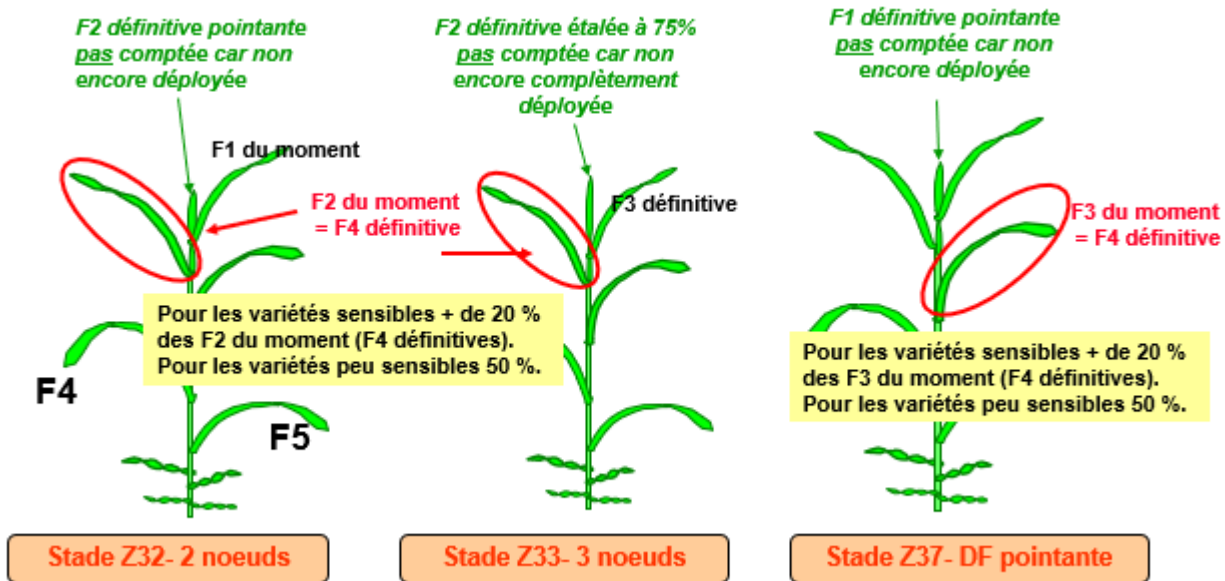 F2 définitive pointante
pas comptée car non
encore déployée
F2 définitive étalée à 75%
pas comptée car non
encore complètement
déployée
F1 définitive pointante
pas comptée car non
encore déployée
F1 du moment
F2 du moment
= F4 définitive
F3 définitive
F3 du moment
= F4 définitive
Pour les variétés sensibles + de 20 %
des F2 du moment (F4 définitives).
Pour les variétés peu sensibles 50 %.
Pour les variétés sensibles + de 20 %
des F3 du moment (F4 définitives).
Pour les variétés peu sensibles 50 %.
F4
F5
Stade Z32- 2 noeuds
Stade Z33- 3 noeuds
Stade Z37- DF pointante